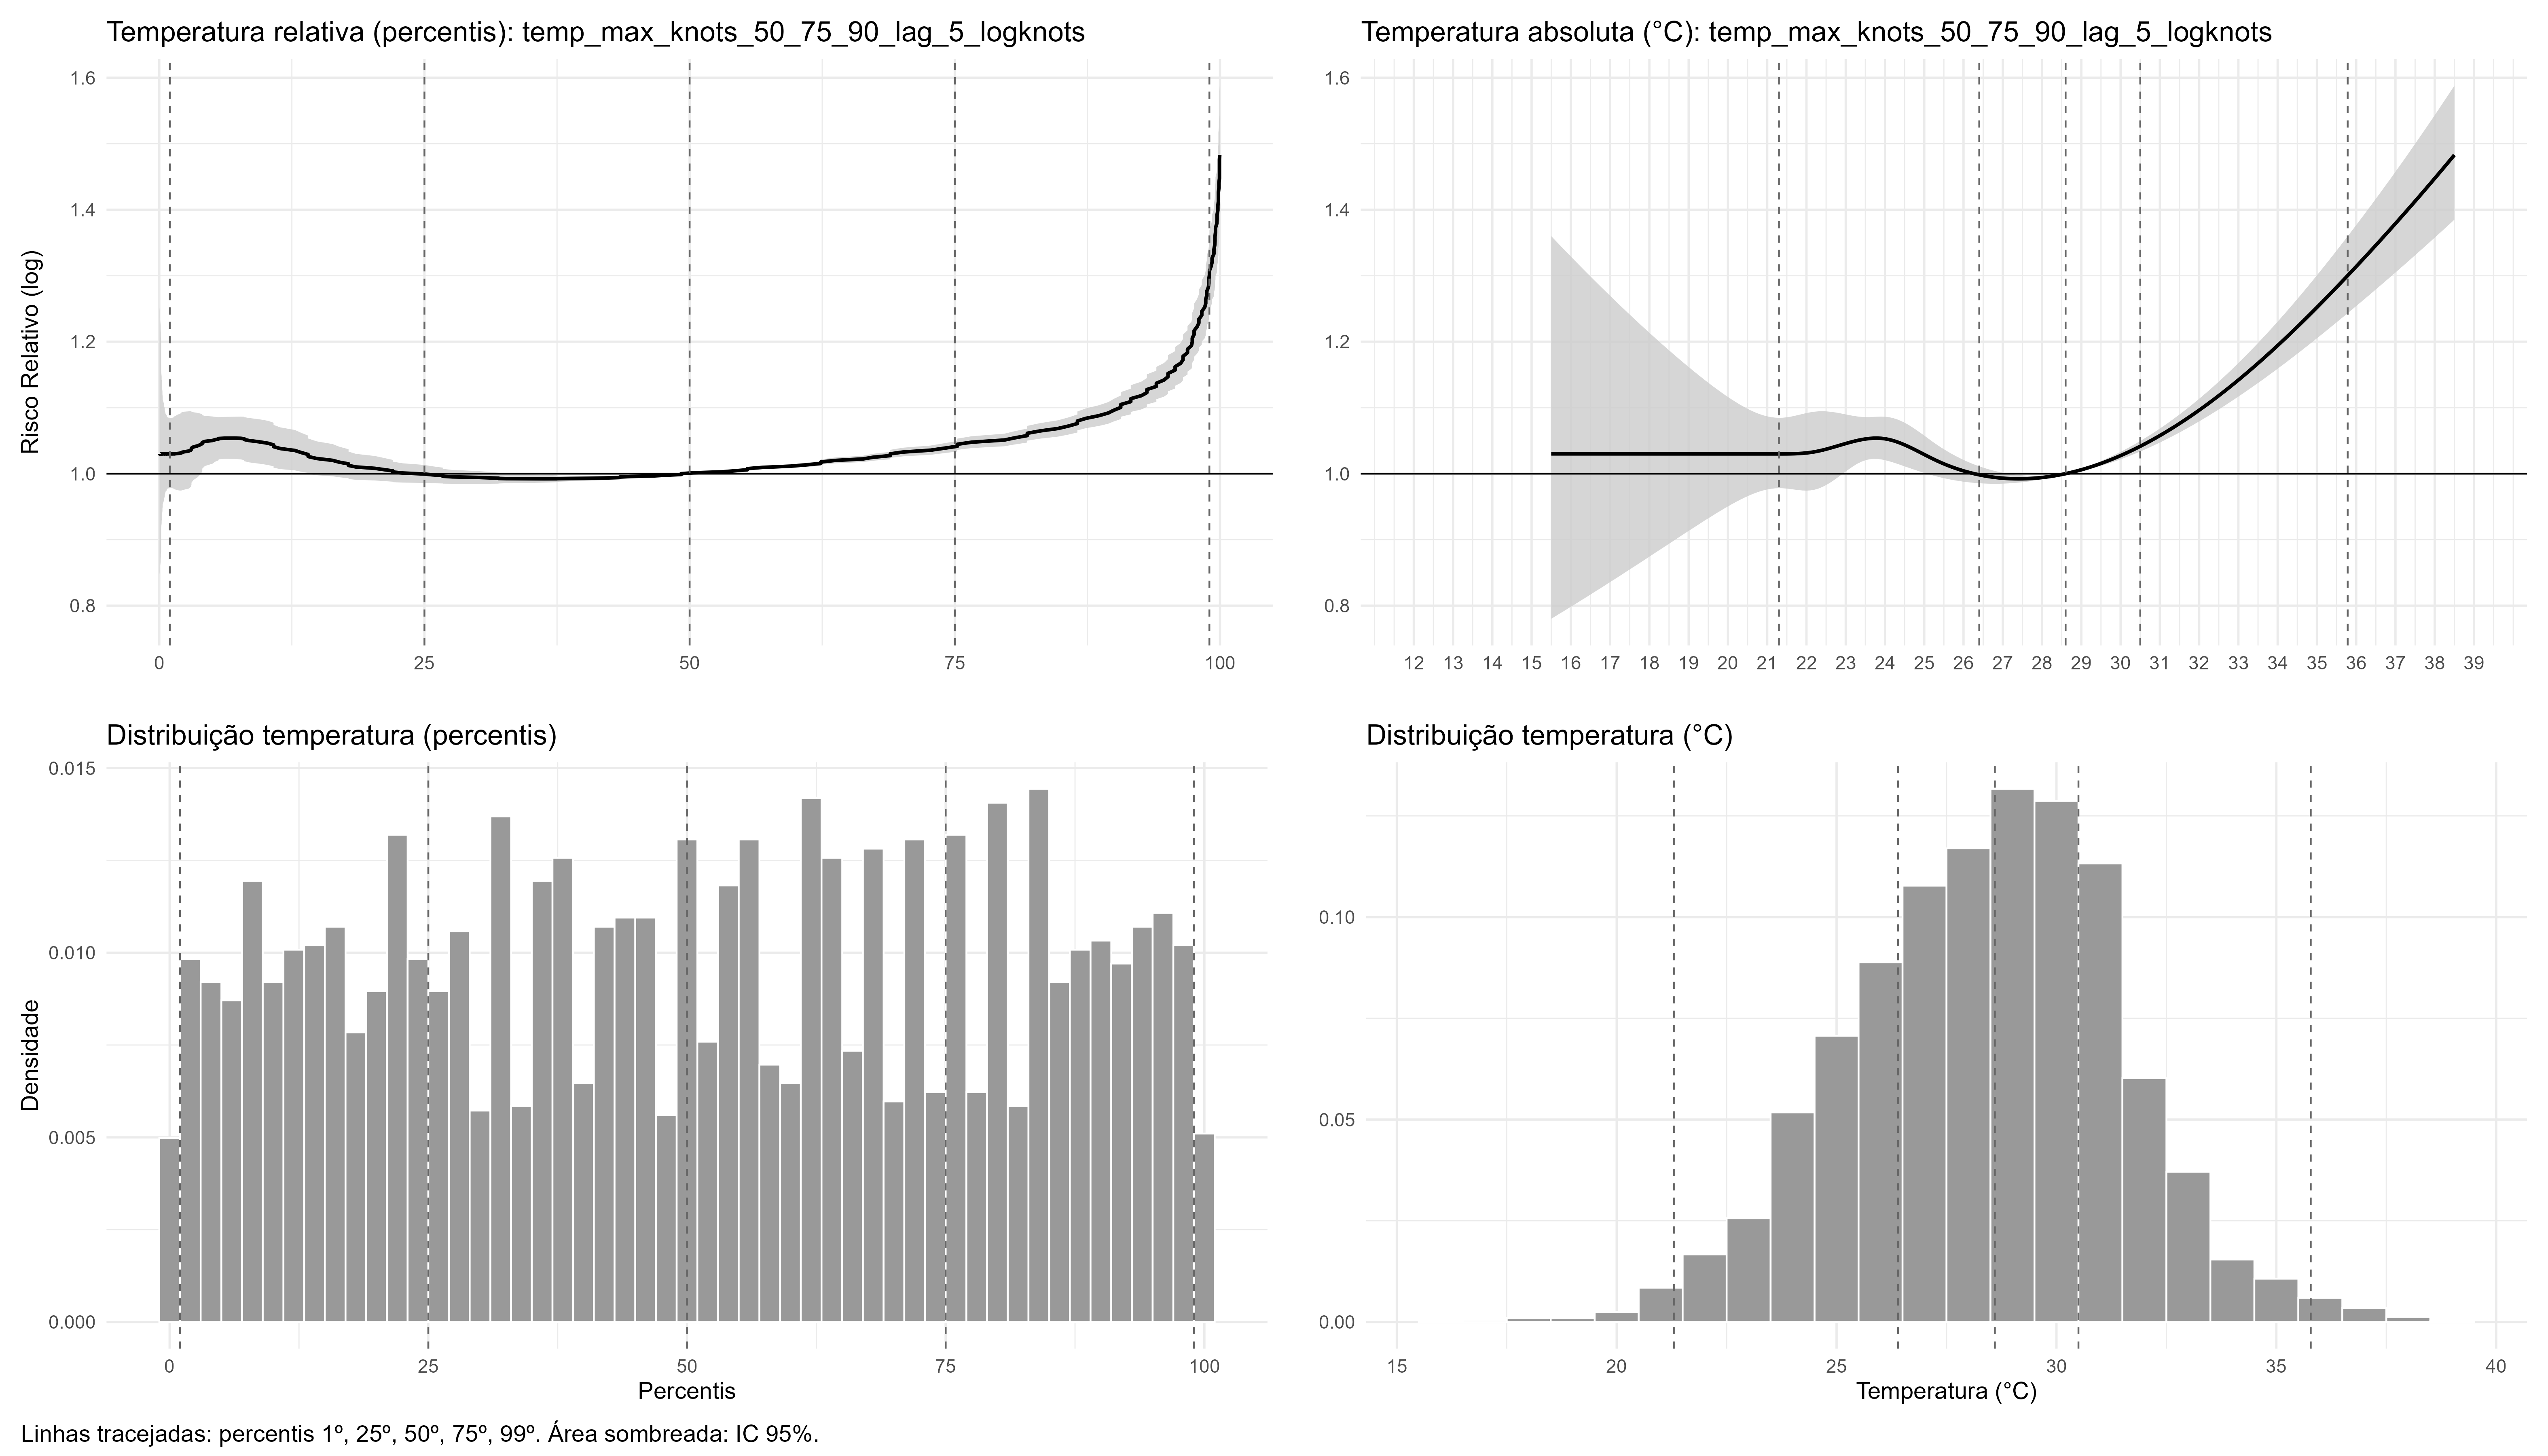 Temperatura relativa (percentis): temp_max_knots_50_75_90_lag_5_logknots
Risco Relativo (log)
1.6
1.4
1.2
1.0
0.8
0 25 50 75 100
Temperatura absoluta (°C): temp_max_knots_50_75_90_lag_5_logknots
1.6
1.4
1.2
1.0
0.8
12 13 14 15 16 17 18 19 20 21 22 23 24 25 26 27 28 29 30 31 32 33 34 35 36 37 38 39
Distribuição temperatura (percentis)
Densidade
0.015
0.010
0.005
0.000
0 25 50 75 100
Percentis
Distribuição temperatura (°C)
0.10
0.05
0.00
15 20 25 30 35 40
Temperatura (°C)
Linhas tracejadas: percentis 1º, 25º, 50º, 75º, 99º. Área sombreada: IC 95%.